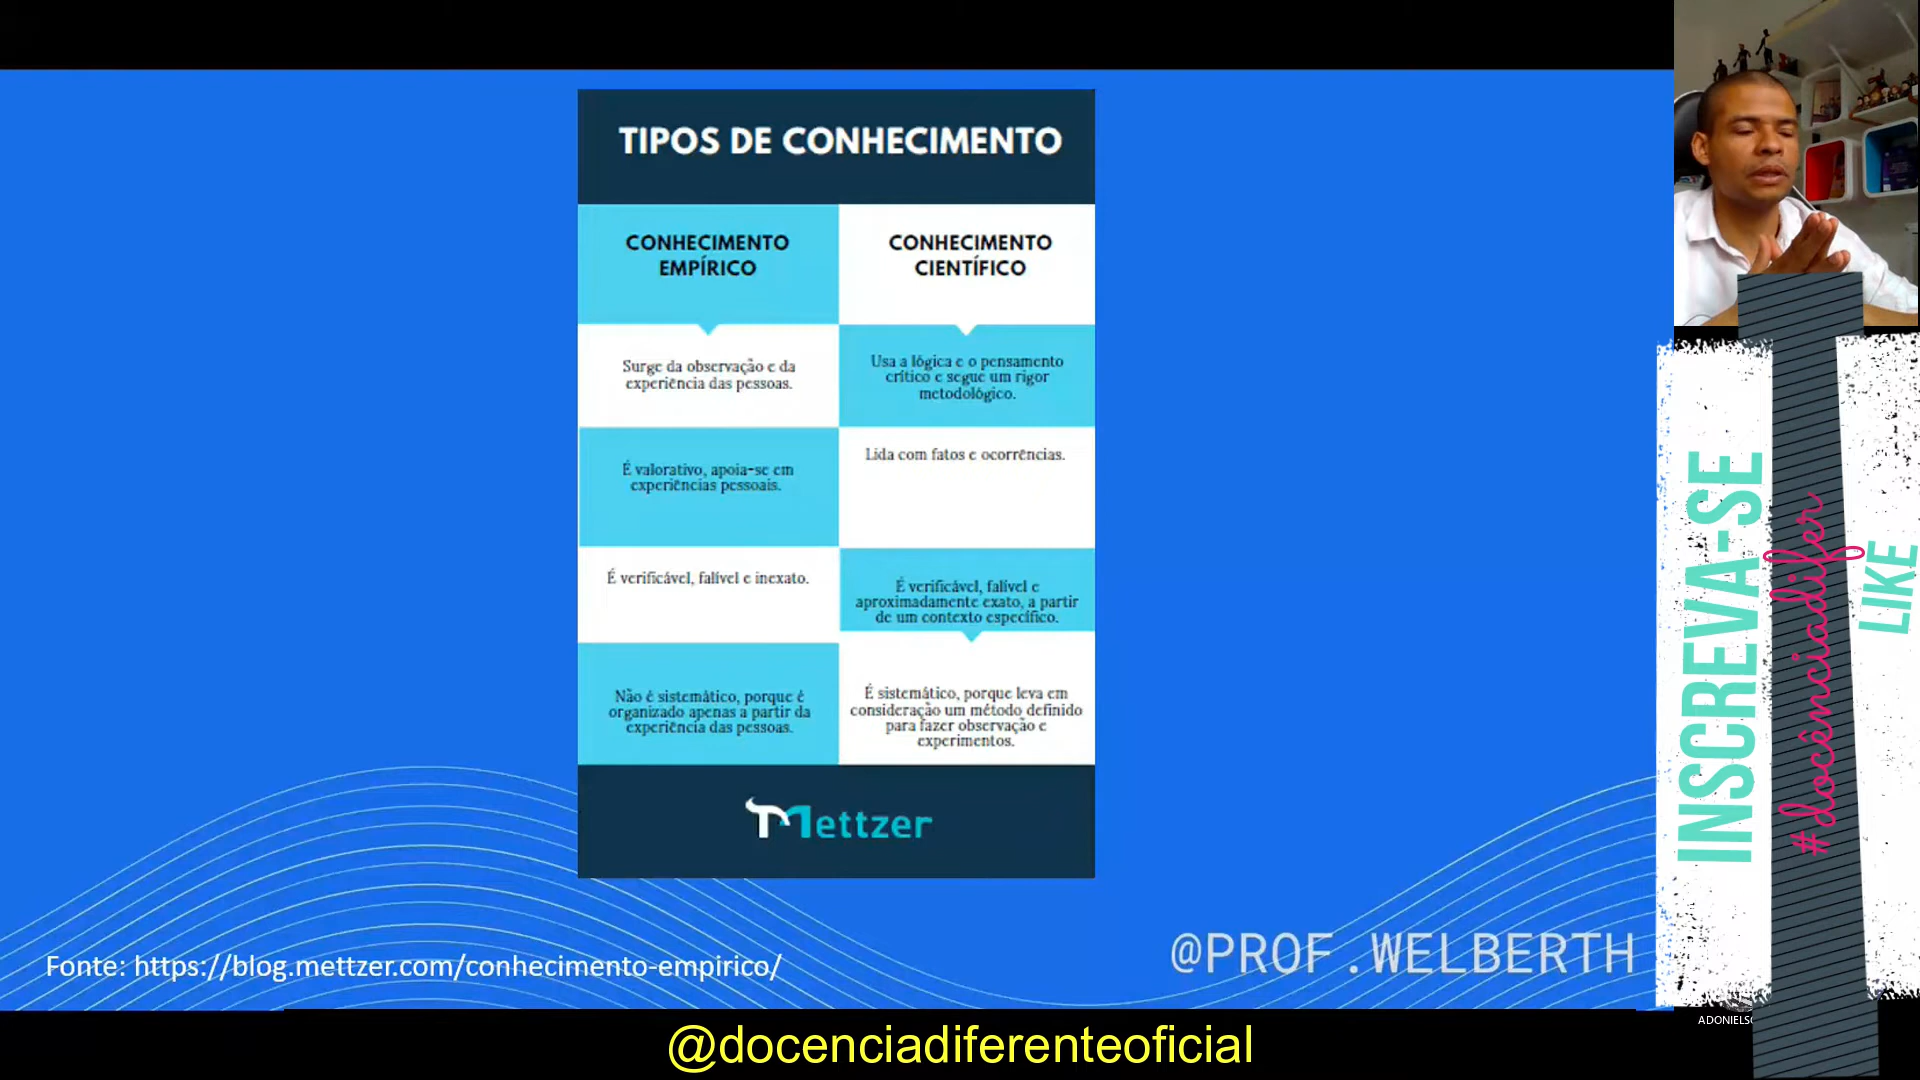 TIPOS DE CONHECIMENTO
CONHECIMENTO
EMPÍRICO
CONHECIMENTO
CIENTÍFICO
Surge da observação e da
experiência das pessoas.
Usa a lógica e o pensamento
crítico e segue um rigor
metodológico.
É valorativo, apoia-se em
experiências pessoais.
Lida com fatos e ocorrências.
É verificável, falível e inexato.
É verificável, falível e
aproximadamente exato, a partir
de um contexto específico.
Não é sistemático, porque é
organizado apenas a partir da
experiência das pessoas.
É sistemático, porque leva em
consideração um método definido
para fazer observação e
experimentos.
Mettzer
Fonte: https://blog.mettzer.com/conhecimento-empirico/
@PROF.WELBERTH
INSCREVA-SE
#docênciadifer
LIKE
@docenciadiferenteoficial